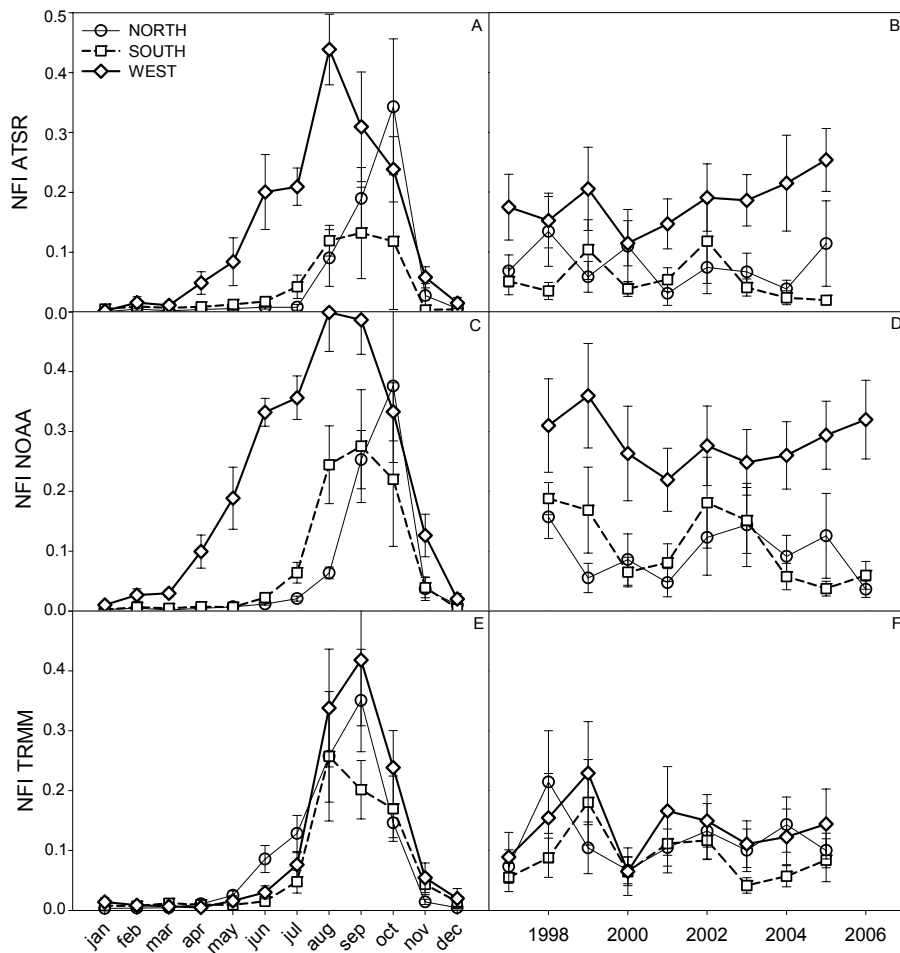 A
B
NORTH
SOUTH
WEST
NFI ATSR
0.5
0.4
0.3
0.2
0.1
0.0
C
D
NFI NOAA
0.4
0.3
0.2
0.1
0.0
E
F
NFI TRMM
0.4
0.3
0.2
0.1
0.0
jan feb mar apr may jun jul aug sep oct nov dec
1998 2000 2002 2004 2006